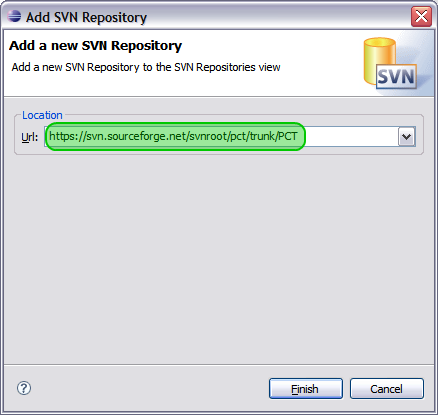 Add SVN Repository
Add a new SVN Repository
Add a new SVN Repository to the SVN Repositories view
SVN
Location
Url: https://svn.sourceforge.net/svnroot/pct/trunk/PCT
?
Finish Cancel